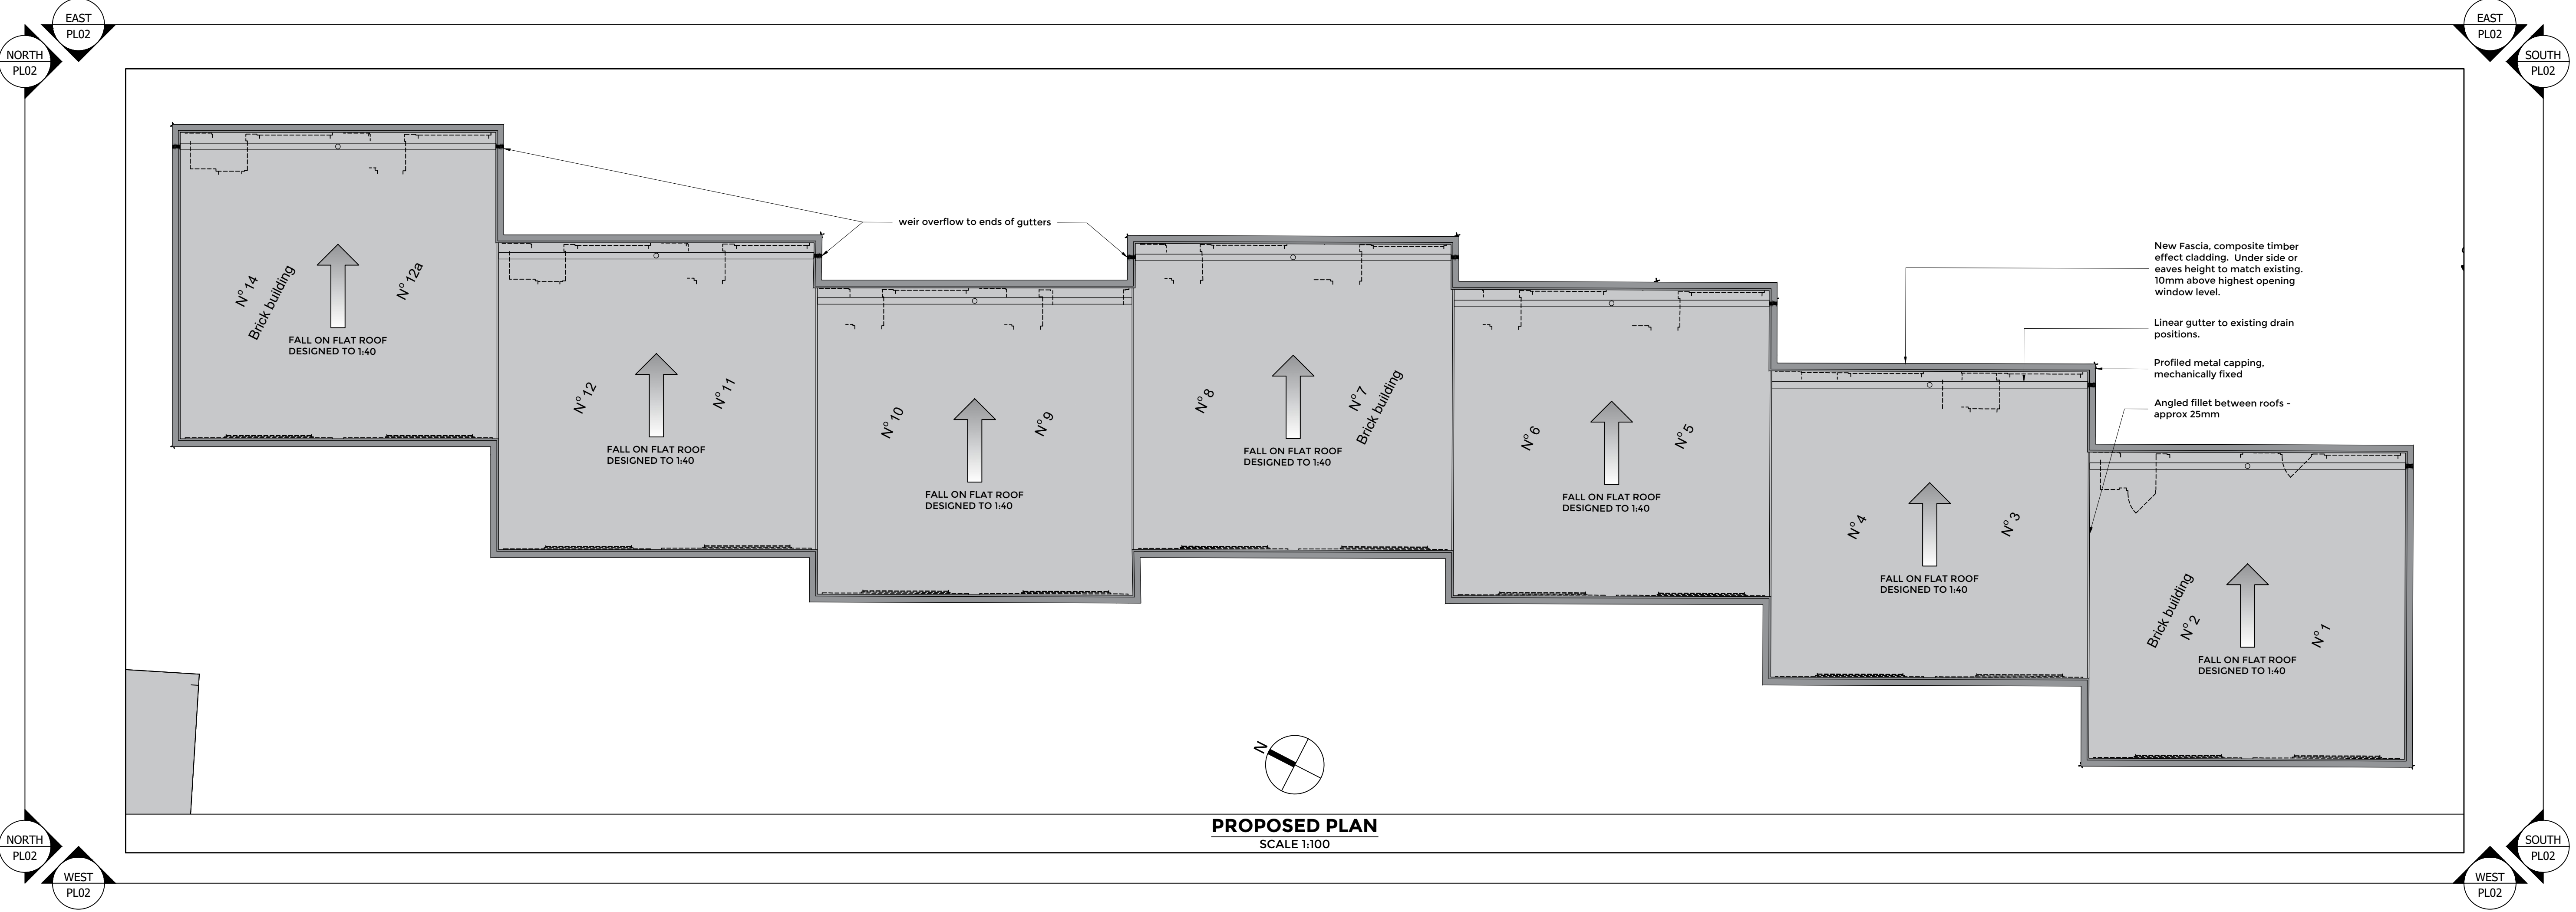 EAST
PL02
NORTH
PL02
EAST
PL02
SOUTH
PL02
weir overflow to ends of gutters
New Fascia, composite timber
effect cladding. Under side or
eaves height to match existing.
10mm above highest opening
window level.
Linear gutter to existing drain
positions.
Profiled metal capping,
mechanically fixed
Angled fillet between roofs -
approx 25mm
Nº 14
Brick building
Nº 12a
FALL ON FLAT ROOF
DESIGNED TO 1:40
Nº 12
Nº 11
FALL ON FLAT ROOF
DESIGNED TO 1:40
Nº 10
Nº 9
FALL ON FLAT ROOF
DESIGNED TO 1:40
Nº 8
Nº 7
Brick building
FALL ON FLAT ROOF
DESIGNED TO 1:40
Nº 6
Nº 5
FALL ON FLAT ROOF
DESIGNED TO 1:40
Nº 4
Nº 3
FALL ON FLAT ROOF
DESIGNED TO 1:40
Brick building
Nº 2
Nº 1
FALL ON FLAT ROOF
DESIGNED TO 1:40
N
PROPOSED PLAN
SCALE 1:100
NORTH
PL02
WEST
PL02
SOUTH
PL02
WEST
PL02